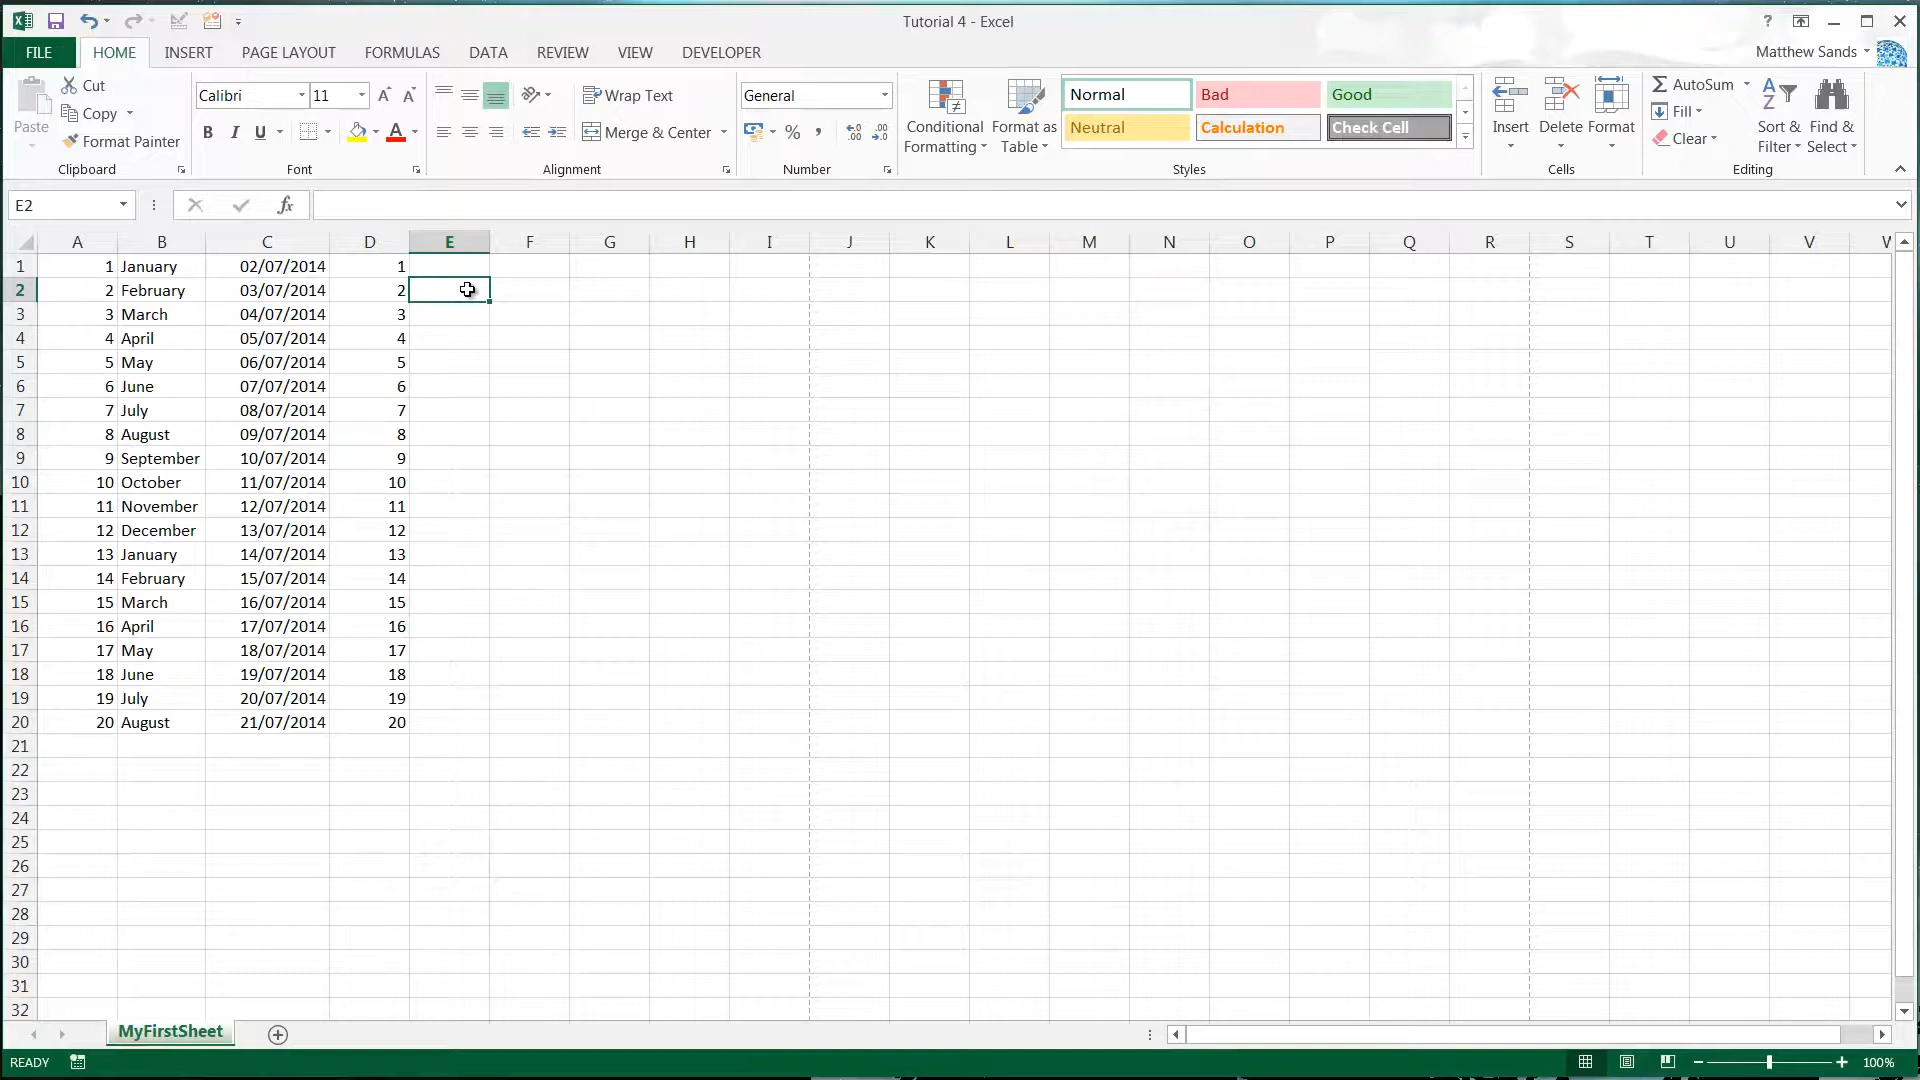 Tutorial 4 - Excel
?
FILE HOME INSERT PAGE LAYOUT FORMULAS DATA REVIEW VIEW DEVELOPER Matthew Sands
Paste
Cut
Copy
Format Painter
Clipboard
Calibri 11 A A
B I U A
Font
Wrap Text
Merge & Center
Alignment
General
% , .00 .0
Number
Conditional Formatting
Format as Table
Normal Bad Good
Neutral Calculation Check Cell
Styles
Insert Delete Format
Cells
AutoSum
Fill
Clear
Sort & Filter
Find & Select
Editing
E2 fx
A B C D E F G H I J K L M N O P Q R S T U V W
1 1 January 02/07/2014 1
2 2 February 03/07/2014 2
3 3 March 04/07/2014 3
4 4 April 05/07/2014 4
5 5 May 06/07/2014 5
6 6 June 07/07/2014 6
7 7 July 08/07/2014 7
8 8 August 09/07/2014 8
9 9 September 10/07/2014 9
10 10 October 11/07/2014 10
11 11 November 12/07/2014 11
12 12 December 13/07/2014 12
13 13 January 14/07/2014 13
14 14 February 15/07/2014 14
15 15 March 16/07/2014 15
16 16 April 17/07/2014 16
17 17 May 18/07/2014 17
18 18 June 19/07/2014 18
19 19 July 20/07/2014 19
20 20 August 21/07/2014 20
21
22
23
24
25
26
27
28
29
30
31
32
MyFirstSheet
READY 100%